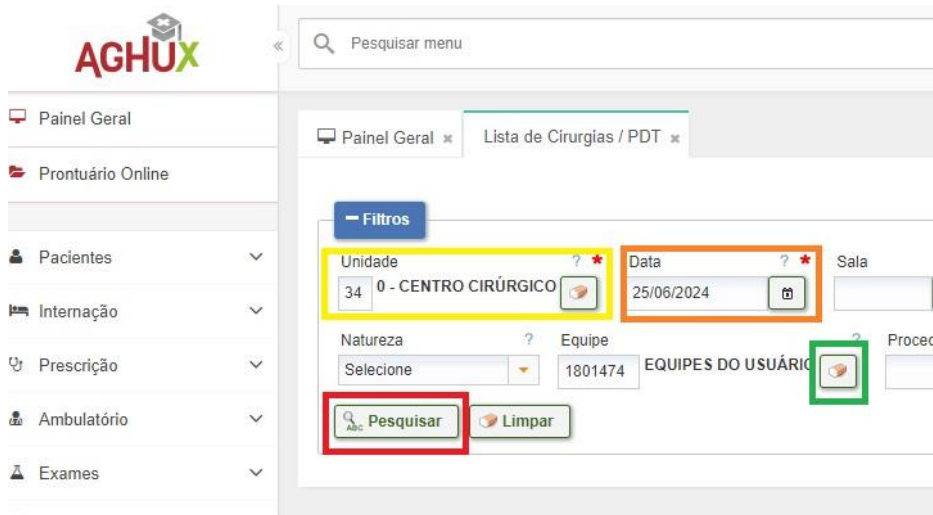 AGHUX
«
Pesquisar menu
Painel Geral
Prontuário Online
Pacientes
Internação
Prescrição
Ambulatório
Exames
Painel Geral ×
Lista de Cirurgias / PDT ×
Filtros
Unidade ? *
34 0 - CENTRO CIRÚRGICO
Data ? *
25/06/2024
Sala
Natureza ?
Selecione
Equipe ?
1801474 EQUIPES DO USUÁRIO
Proced
ABC Pesquisar
Limpar